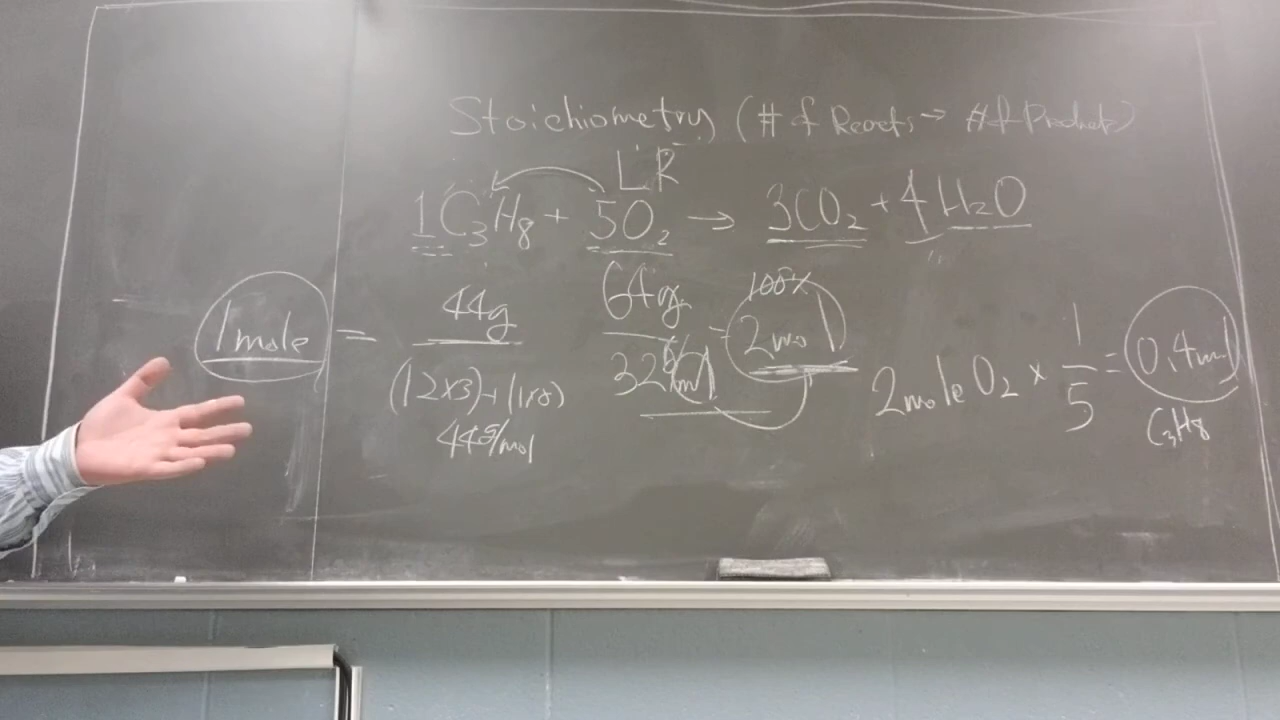 Stoichiometry (# of Reacts → # of Products)
LR
1C₃H₈ + 5O₂ → 3CO₂ + 4H₂O
1mole = 44g / (12x3)+(1x8)
44g/mol
64g / 32g/mol = 2mol
100%
2mole O₂ × 1/5 = 0.4mol
C₃H₈